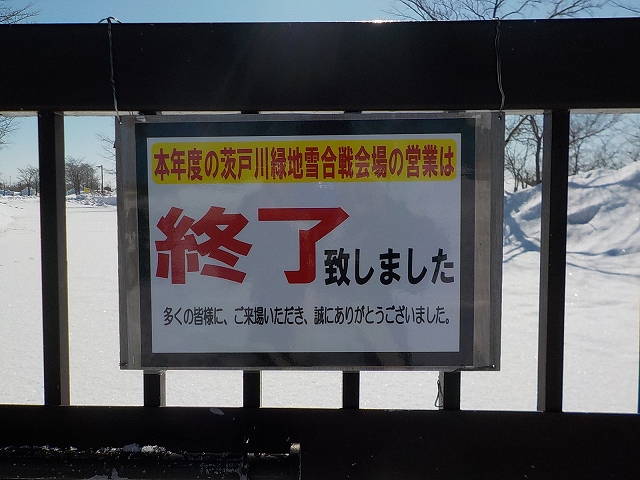 本年度の茨戸川緑地雪合戦会場の営業は
終了致しました
多くの皆様に、ご来場いただき、誠にありがとうございました。